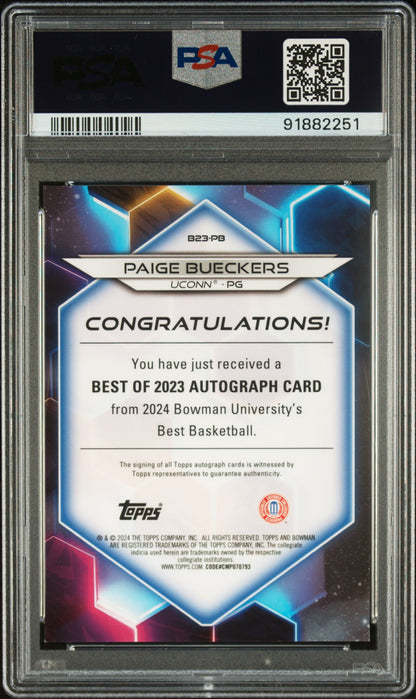 PSA
PSA
91882251
B23-PB
PAIGE BUECKERS
UCONN® - PG
CONGRATULATIONS!
You have just received a
BEST OF 2023 AUTOGRAPH CARD
from 2024 Bowman University's
Best Basketball.
The signing of all Topps autograph cards is witnessed by
Topps representatives to guarantee authenticity.
topps
® & © 2024 THE TOPPS COMPANY, INC. ALL RIGHTS RESERVED. TOPPS AND BOWMAN
ARE REGISTERED TRADEMARKS OF THE TOPPS COMPANY, INC. The collegiate
indicia used herein are trademarks owned by the respective
collegiate institutions.
WWW.TOPPS.COM. CODE#CMP070793